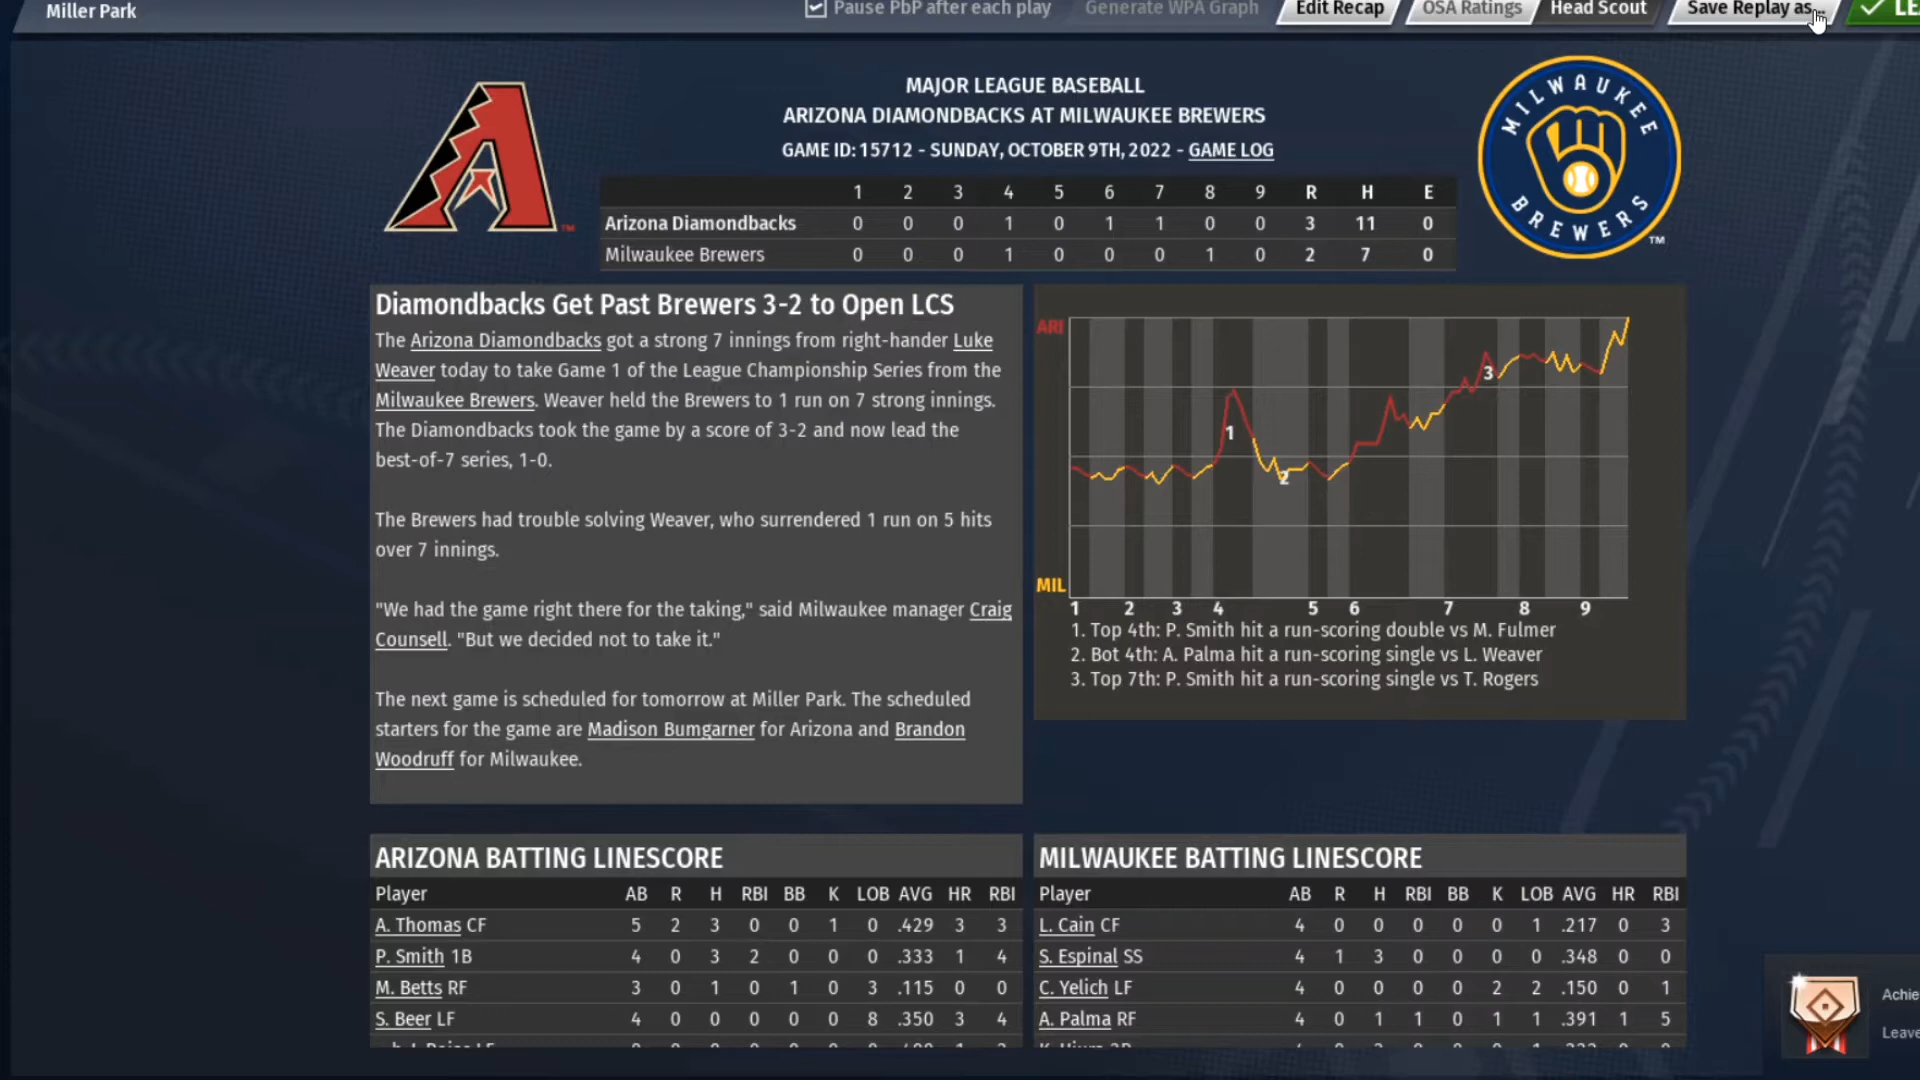 Miller Park
Pause PbP after each play Generate WPA Graph Edit Recap OSA Ratings Head Scout Save Replay as...
MAJOR LEAGUE BASEBALL
ARIZONA DIAMONDBACKS AT MILWAUKEE BREWERS
GAME ID: 15712 - SUNDAY, OCTOBER 9TH, 2022 - GAME LOG
1 2 3 4 5 6 7 8 9 R H E
Arizona Diamondbacks 0 0 0 1 0 1 1 0 0 3 11 0
Milwaukee Brewers 0 0 0 1 0 0 0 1 0 2 7 0
A
TM
MILWAUKEE
BREWERS
TM
Diamondbacks Get Past Brewers 3-2 to Open LCS
The Arizona Diamondbacks got a strong 7 innings from right-hander Luke
Weaver today to take Game 1 of the League Championship Series from the
Milwaukee Brewers. Weaver held the Brewers to 1 run on 7 strong innings.
The Diamondbacks took the game by a score of 3-2 and now lead the
best-of-7 series, 1-0.
The Brewers had trouble solving Weaver, who surrendered 1 run on 5 hits
over 7 innings.
"We had the game right there for the taking," said Milwaukee manager Craig
Counsell. "But we decided not to take it."
The next game is scheduled for tomorrow at Miller Park. The scheduled
starters for the game are Madison Bumgarner for Arizona and Brandon
Woodruff for Milwaukee.
ARI
3
1
2
MIL
1 2 3 4 5 6 7 8 9
1. Top 4th: P. Smith hit a run-scoring double vs M. Fulmer
2. Bot 4th: A. Palma hit a run-scoring single vs L. Weaver
3. Top 7th: P. Smith hit a run-scoring single vs T. Rogers
ARIZONA BATTING LINESCORE
Player AB R H RBI BB K LOB AVG HR RBI
A. Thomas CF 5 2 3 0 0 1 0 .429 3 3
P. Smith 1B 4 0 3 2 0 0 0 .333 1 4
M. Betts RF 3 0 1 0 1 0 3 .115 0 0
S. Beer LF 4 0 0 0 0 0 8 .350 3 4
MILWAUKEE BATTING LINESCORE
Player AB R H RBI BB K LOB AVG HR RBI
L. Cain CF 4 0 0 0 0 0 1 .217 0 3
S. Espinal SS 4 1 3 0 0 0 0 .348 0 0
C. Yelich LF 4 0 0 0 0 2 2 .150 0 1
A. Palma RF 4 0 1 1 0 1 1 .391 1 5
Achie
Leave